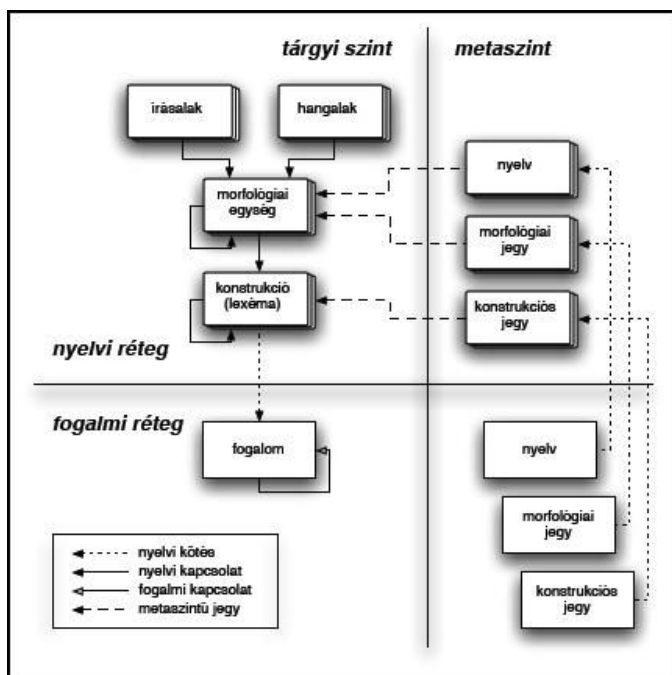 tárgyi szint
metaszint
írásalak
hangalak
nyelv
morfológiai
egység
morfológiai
jegy
konstrukció
(lexéma)
konstrukciós
jegy
nyelvi réteg
fogalmi réteg
fogalom
nyelv
morfológiai
jegy
konstrukciós
jegy
nyelvi kötés
nyelvi kapcsolat
fogalmi kapcsolat
metaszintű jegy